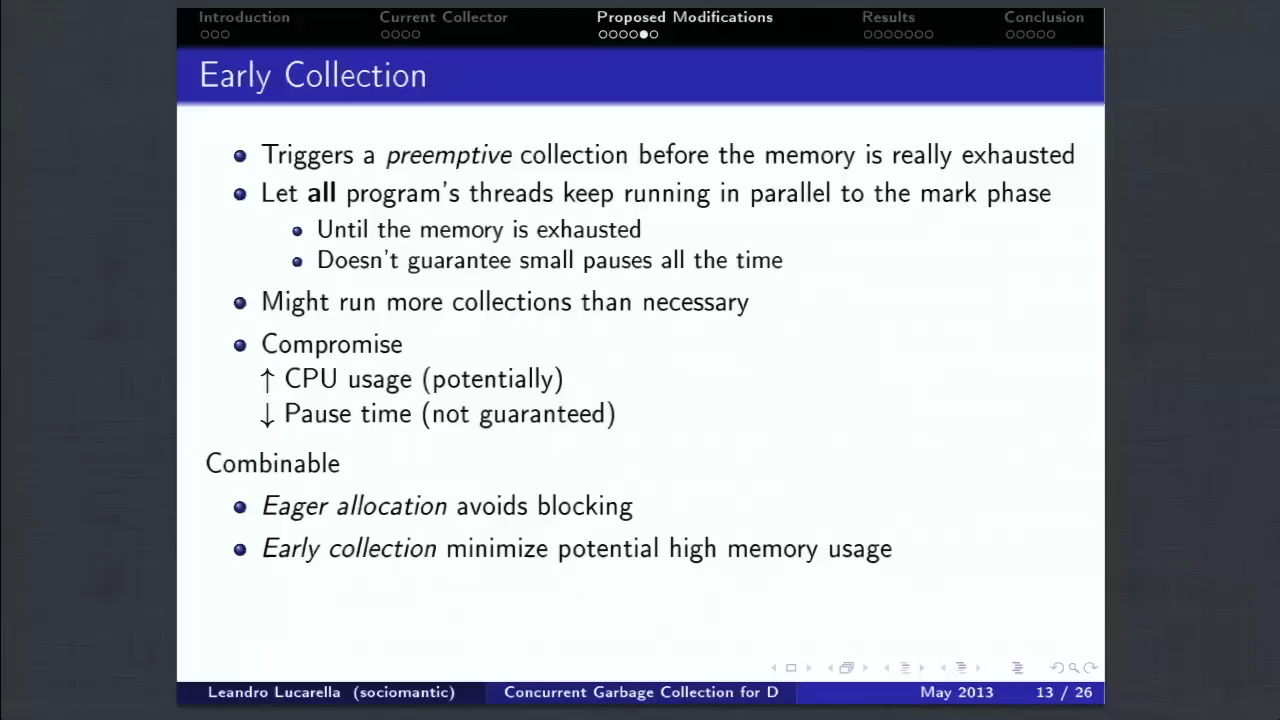 Introduction Current Collector Proposed Modifications Results Conclusion
Early Collection
Triggers a preemptive collection before the memory is really exhausted
Let all program's threads keep running in parallel to the mark phase
Until the memory is exhausted
Doesn't guarantee small pauses all the time
Might run more collections than necessary
Compromise
↑ CPU usage (potentially)
↓ Pause time (not guaranteed)
Combinable
Eager allocation avoids blocking
Early collection minimize potential high memory usage
Leandro Lucarella (sociomantic) Concurrent Garbage Collection for D May 2013 13 / 26